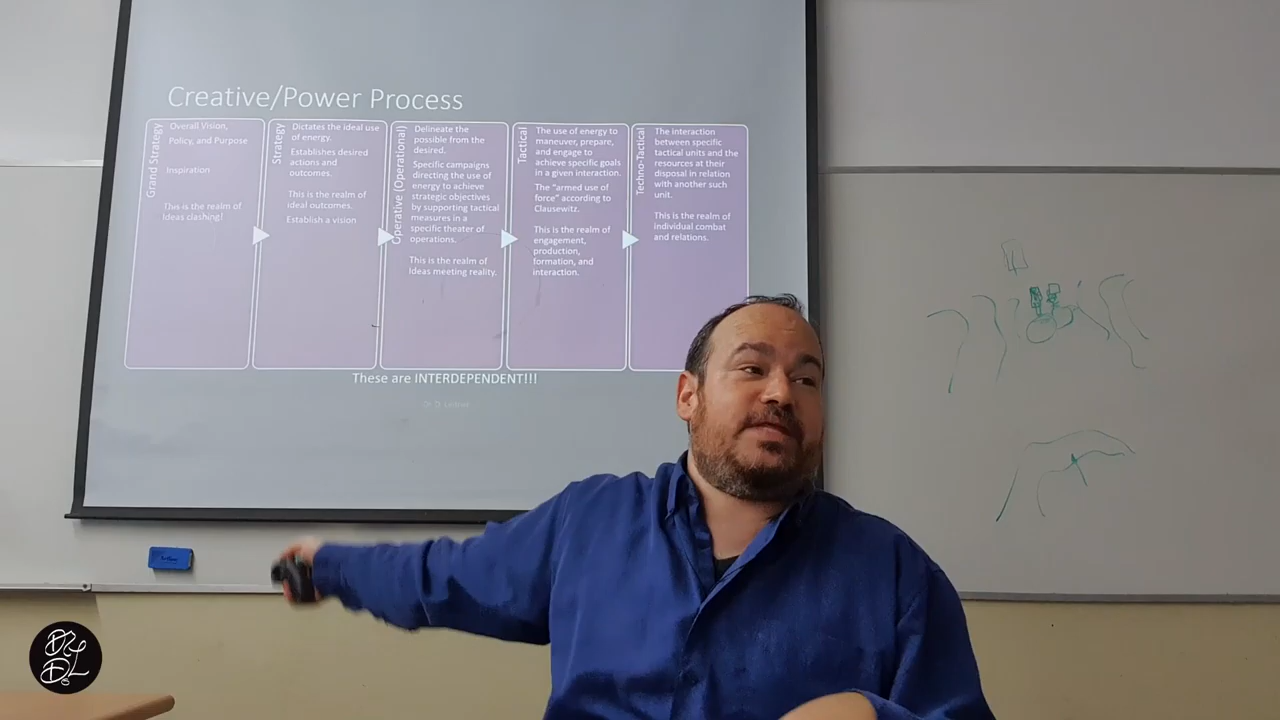 Creative/Power Process
Grand Strategy
Overall Vision,
Policy, and Purpose
Inspiration
This is the realm of
Ideas clashing!
Strategy
Dictates the ideal use
of energy.
Establishes desired
actions and
outcomes.
This is the realm of
ideal outcomes.
Establish a vision
Operative (Operational)
Delineate the
possible from the
desired.
Specific campaigns
directing the use of
energy to achieve
strategic objectives
by supporting tactical
measures in a
specific theater of
operations.
This is the realm of
Ideas meeting reality.
Tactical
The use of energy to
maneuver, prepare,
and engage to
achieve specific goals
in a given interaction.
The "armed use of
force" according to
Clausewitz.
This is the realm of
engagement,
production,
formation, and
interaction.
Techno-Tactical
The interaction
between specific
tactical units and the
resources at their
disposal in relation
with another such
unit.
This is the realm of
individual combat
and relations.
These are INTERDEPENDENT!!!